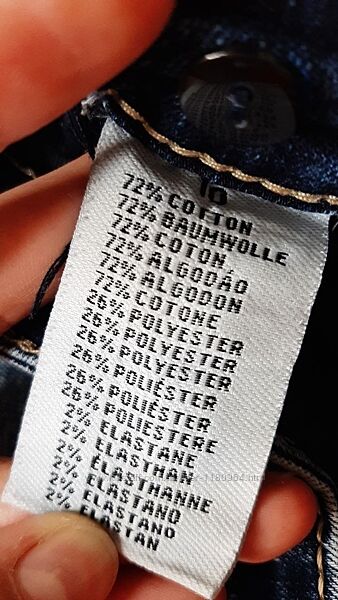 10
72% COTTON
72% BAUMWOLLE
72% COTON
72% ALGODÃO
72% ALGODON
72% COTONE
26% POLYESTER
26% POLYESTER
26% POLYESTER
26% POLIÉSTER
26% POLIÉSTER
26% POLIESTERE
2% ELASTANE
2% ELASTHAN
2% ÉLASTHANNE
2% ELASTANO
2% ELASTANO
2% ELASTAN